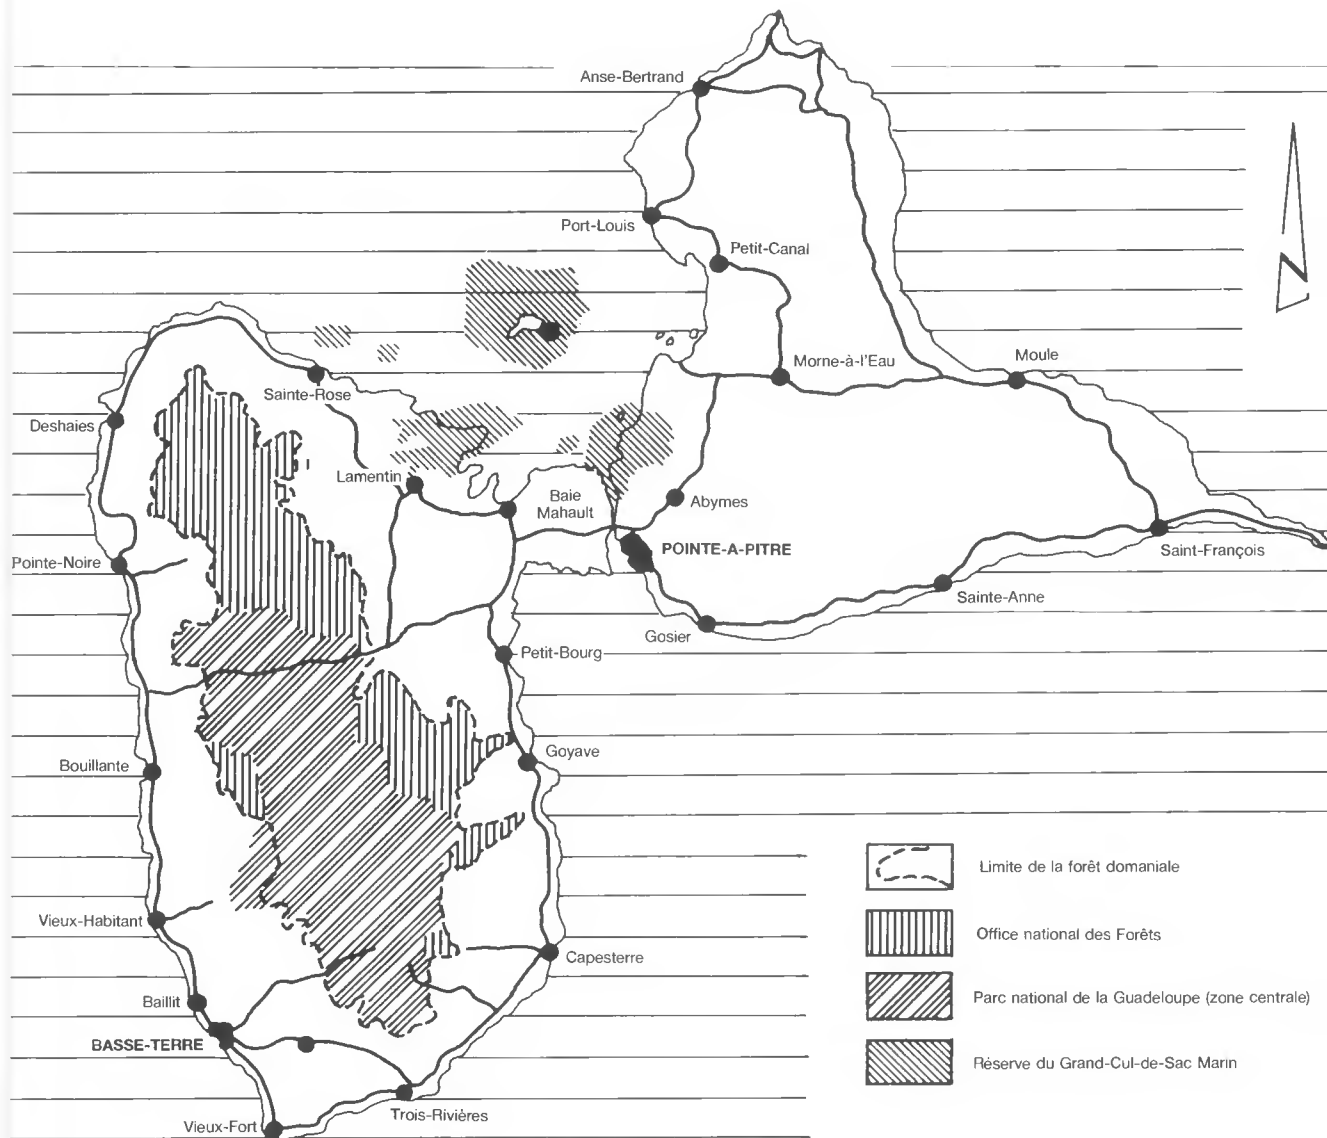 Anse-Bertrand
Port-Louis
Petit-Canal
Morne-à-l'Eau
Moule
Sainte-Rose
Deshaies
Lamentin
Baie
Mahault
Abymes
POINTE-A-PITRE
Saint-François
Pointe-Noire
Sainte-Anne
Gosier
Petit-Bourg
Goyave
Bouillante
Vieux-Habitant
Capesterre
Baillit
BASSE-TERRE
Trois-Rivières
Vieux-Fort
N
Limite de la forêt domaniale
Office national des Forêts
Parc national de la Guadeloupe (zone centrale)
Réserve du Grand-Cul-de-Sac Marin